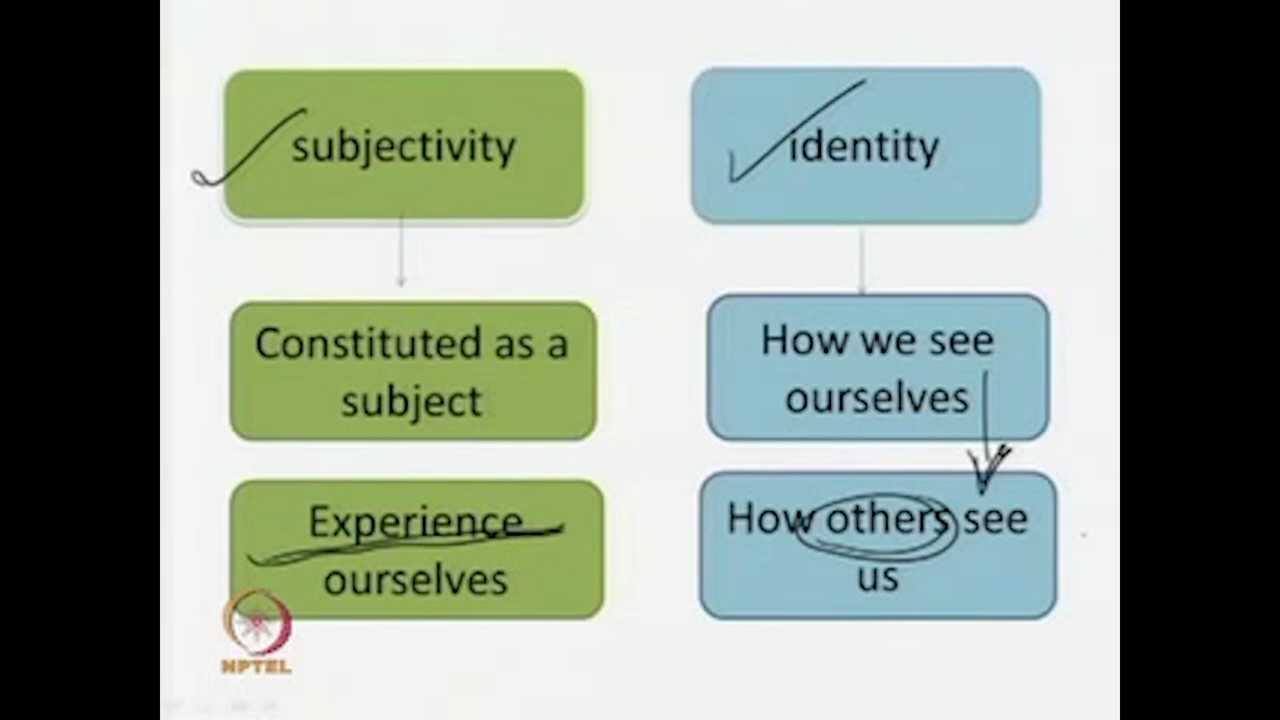 subjectivity
identity
Constituted as a
subject
How we see
ourselves
Experience
ourselves
How others see
us
NPTEL